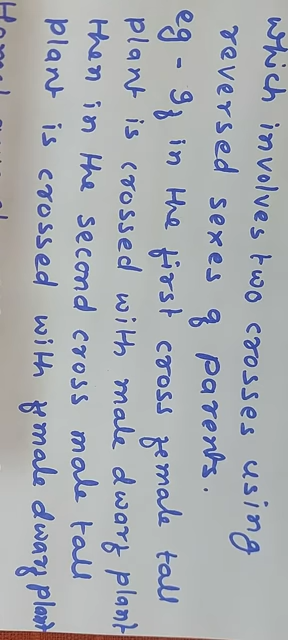 which involves two crosses using
reversed sexes of parents.
eg - If in the first cross female tall
plant is crossed with male dwarf plant
then in the second cross male tall
plant is crossed with female dwarf plant